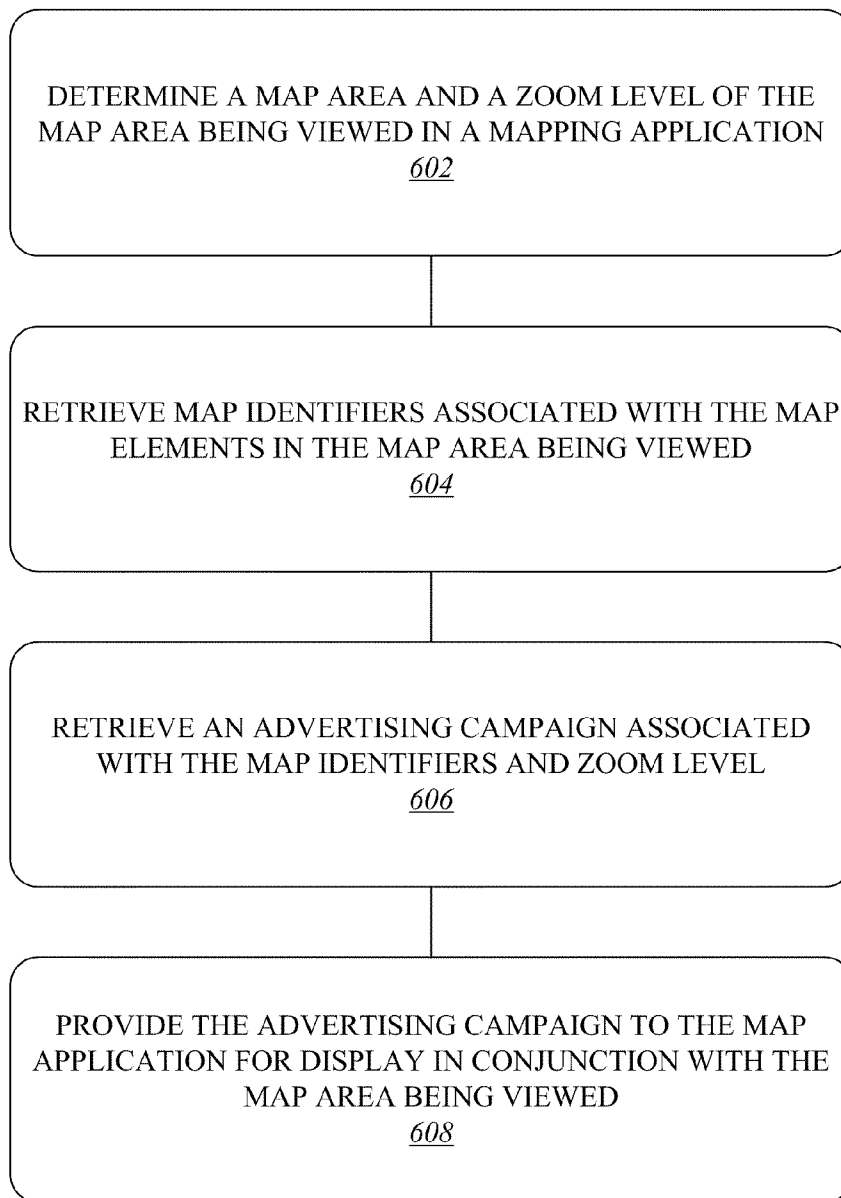 DETERMINE A MAP AREA AND A ZOOM LEVEL OF THE
MAP AREA BEING VIEWED IN A MAPPING APPLICATION
602
RETRIEVE MAP IDENTIFIERS ASSOCIATED WITH THE MAP
ELEMENTS IN THE MAP AREA BEING VIEWED
604
RETRIEVE AN ADVERTISING CAMPAIGN ASSOCIATED
WITH THE MAP IDENTIFIERS AND ZOOM LEVEL
606
PROVIDE THE ADVERTISING CAMPAIGN TO THE MAP
APPLICATION FOR DISPLAY IN CONJUNCTION WITH THE
MAP AREA BEING VIEWED
608